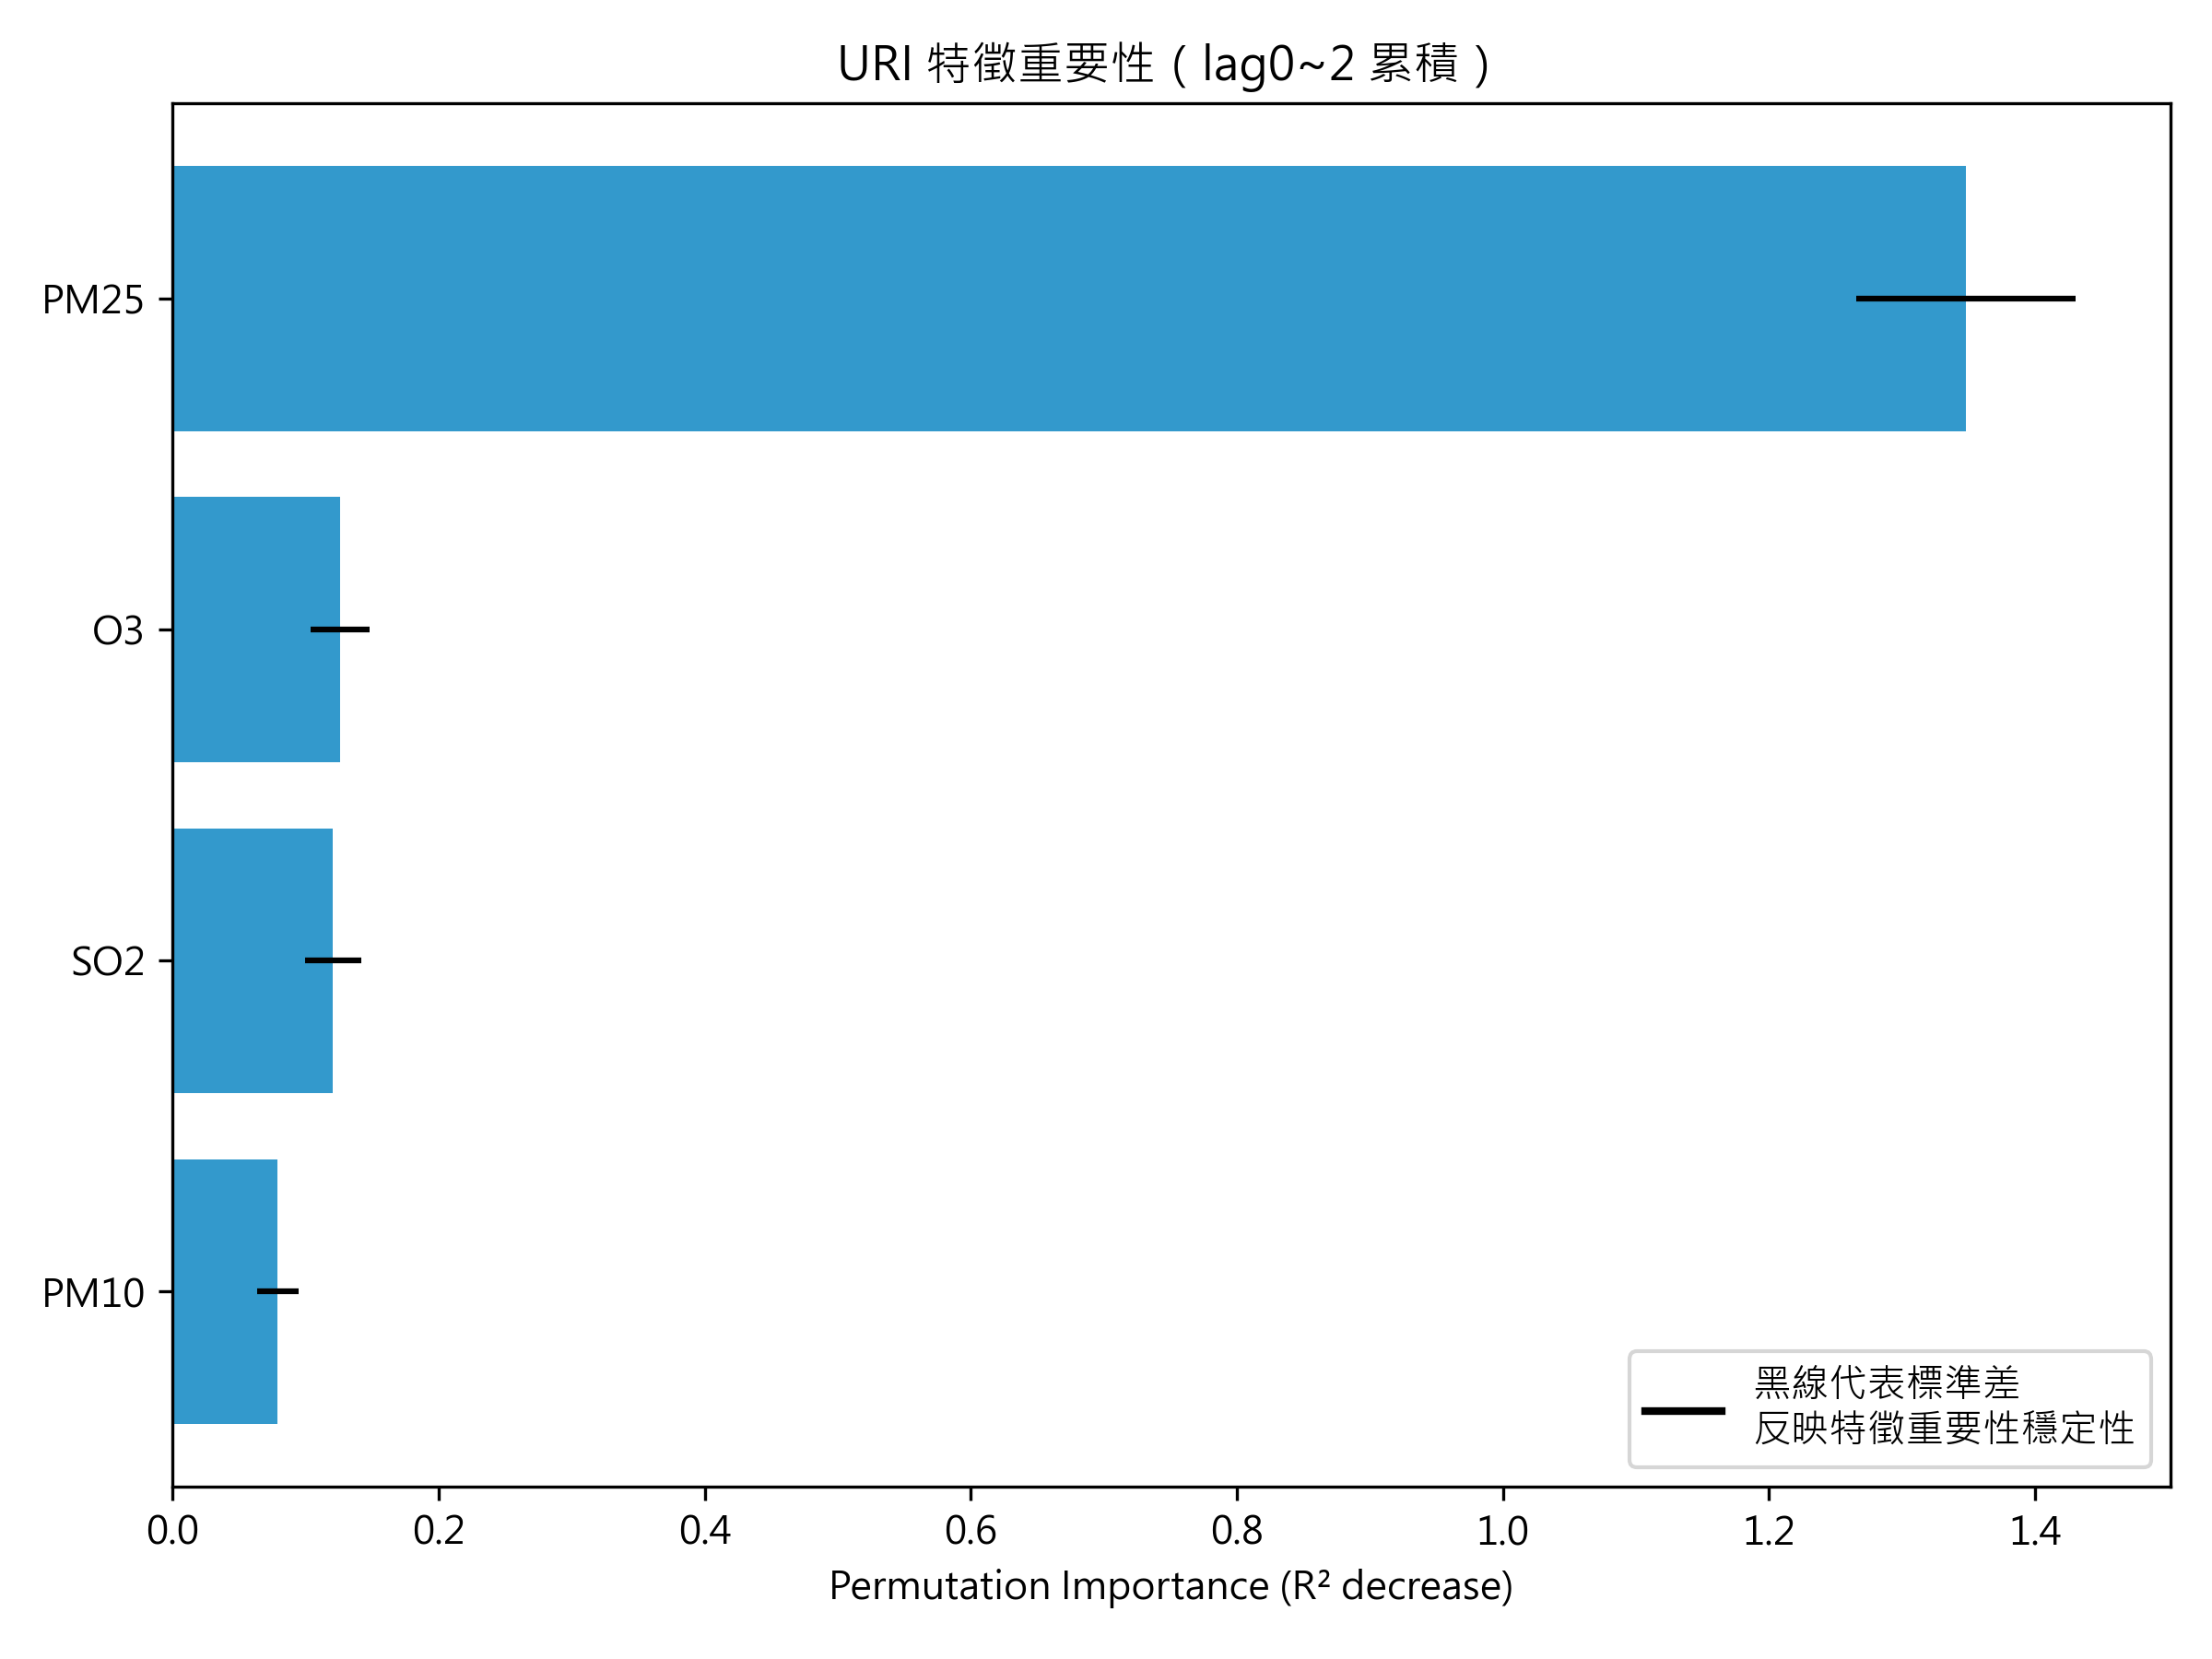 URI 特徵重要性（lag0~2 累積）
PM25
O3
SO2
PM10
黑線代表標準差
反映特徵重要性穩定性
0.0 0.2 0.4 0.6 0.8 1.0 1.2 1.4
Permutation Importance (R² decrease)